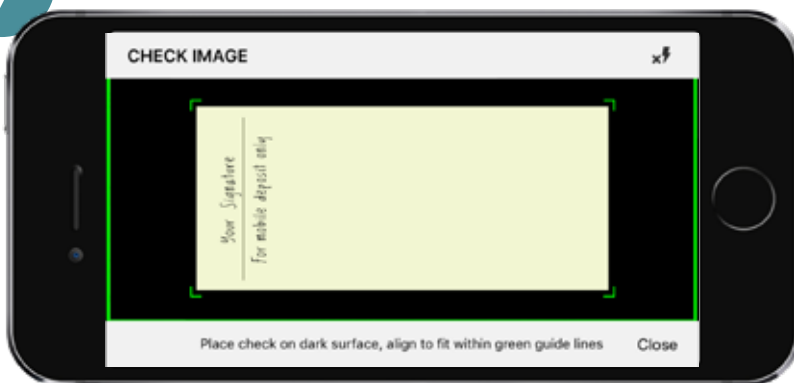 CHECK IMAGE
x
Your Signature
For mobile deposit only
Place check on dark surface, align to fit within green guide lines
Close